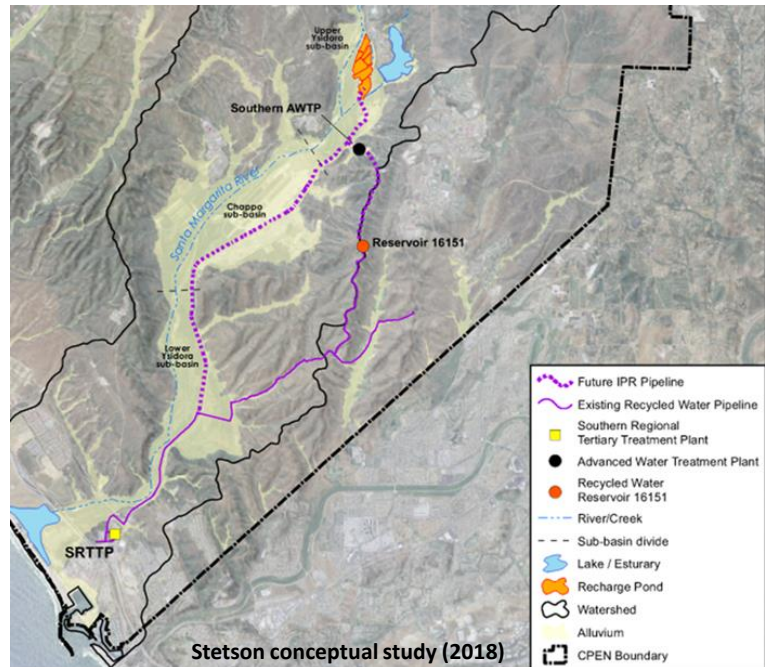 Upper
Ysidora
sub-basin
Southern AWTP
Santa Margarita River
Chappo
sub-basin
Reservoir 16151
Lower
Ysidora
sub-basin
SRTTP
Stetson conceptual study (2018)
Future IPR Pipeline
Existing Recycled Water Pipeline
Southern Regional
Tertiary Treatment Plant
Advanced Water Treatment Plant
Recycled Water
Reservoir 16151
River/Creek
Sub-basin divide
Lake / Esturary
Recharge Pond
Watershed
Alluvium
CPEN Boundary